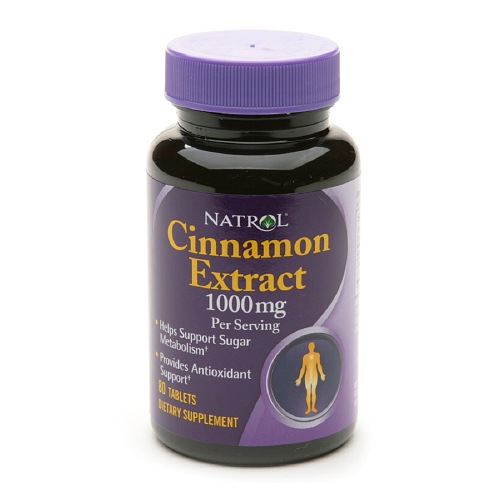 NATROL
Cinnamon
Extract
1000mg
Per Serving
• Helps Support Sugar
Metabolism†
• Provides Antioxidant
Support†
80 TABLETS
DIETARY SUPPLEMENT